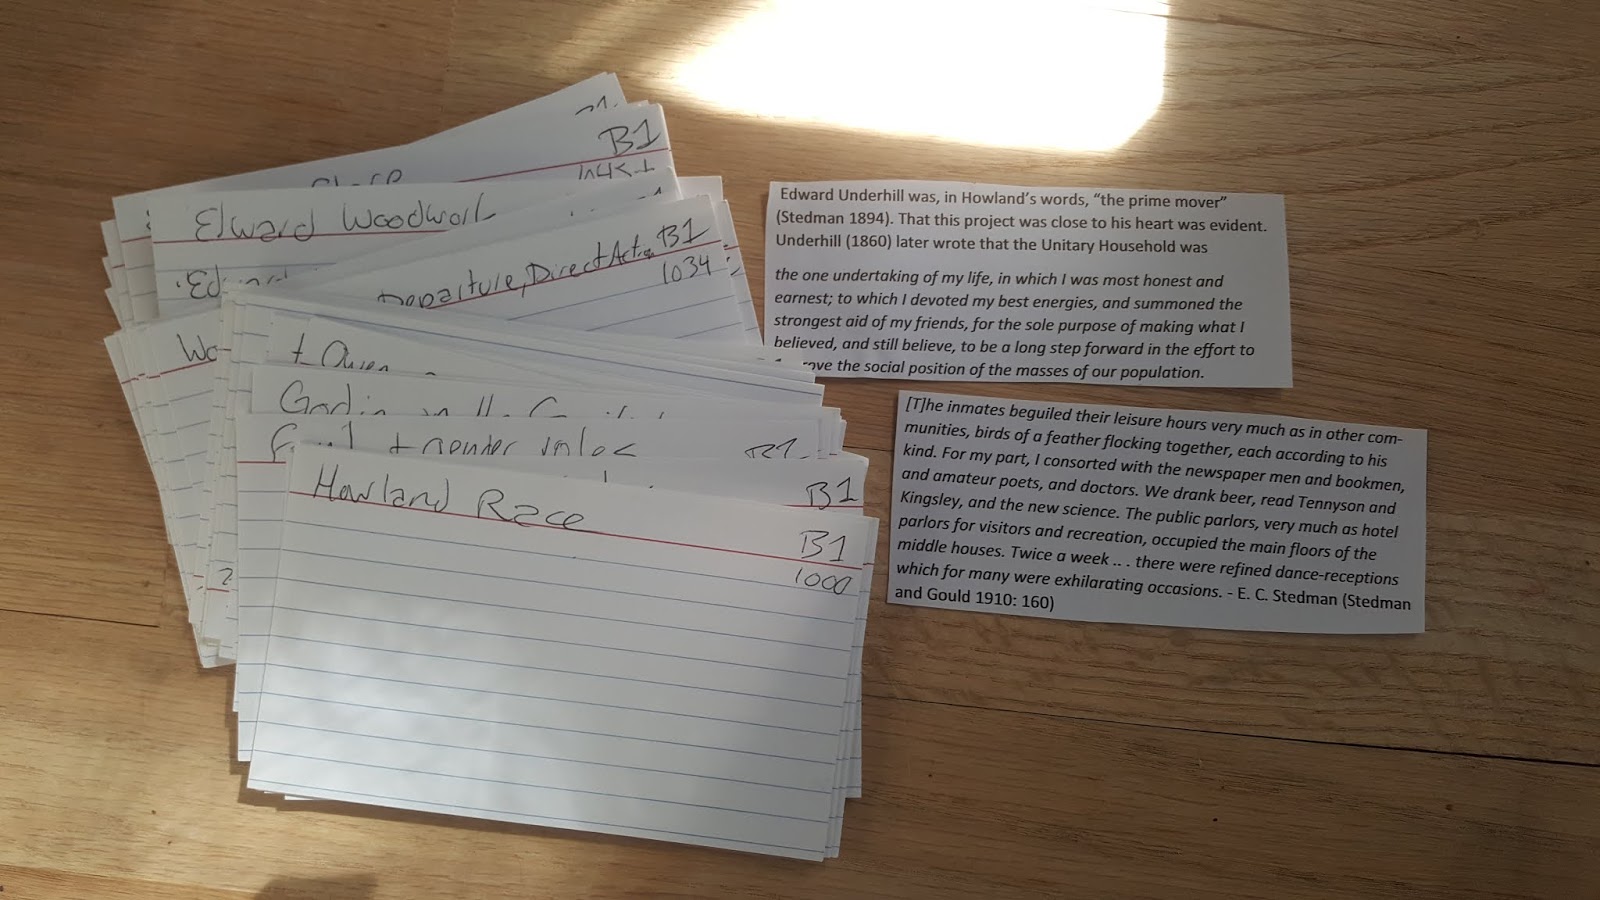 B1
Edward Woodwork
Departure, Direct Action B1
1034
+ Owen
B1
Howland Race
B1
1000
Edward Underhill was, in Howland's words, “the prime mover”
(Stedman 1894). That this project was close to his heart was evident.
Underhill (1860) later wrote that the Unitary Household was
the one undertaking of my life, in which I was most honest and
earnest; to which I devoted my best energies, and summoned the
strongest aid of my friends, for the sole purpose of making what I
believed, and still believe, to be a long step forward in the effort to
the social position of the masses of our population.
[T]he inmates beguiled their leisure hours very much as in other com-
munities, birds of a feather flocking together, each according to his
kind. For my part, I consorted with the newspaper men and bookmen,
and amateur poets, and doctors. We drank beer, read Tennyson and
Kingsley, and the new science. The public parlors, very much as hotel
parlors for visitors and recreation, occupied the main floors of the
middle houses. Twice a week .. . there were refined dance-receptions
which for many were exhilarating occasions. - E. C. Stedman (Stedman
and Gould 1910: 160)